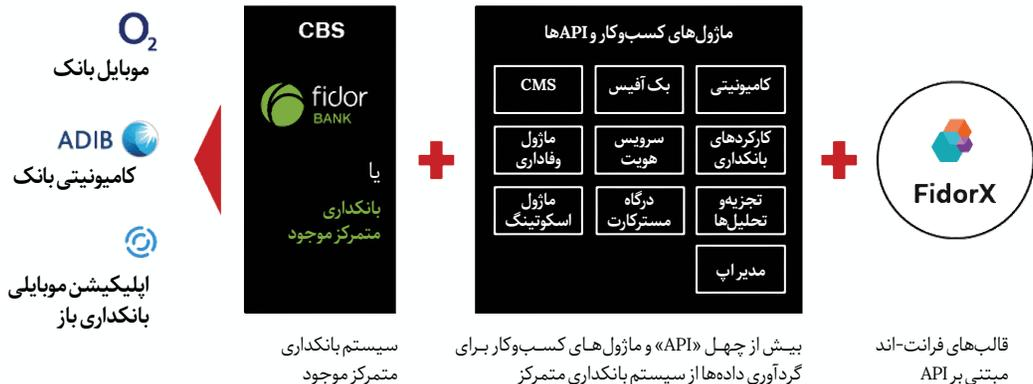 FidorX
قالب‌های فرانت-اند
مبتنی بر API
ماژول‌های کسب‌وکار و APIها
کامیونیتی
بک آفیس
CMS
کارکردهای
بانکداری
سرویس
هویت
ماژول
وفاداری
تجزیه‌و
تحلیل‌ها
درگاه
مسترکارت
ماژول
اسکوتینگ
مدیر اپ
بیش از چهل «API» و ماژول‌های کسب‌وکار برای
گردآوری داده‌ها از سیستم بانکداری متمرکز
CBS
fidor
BANK
یا
بانکداری
متمرکز موجود
سیستم بانکداری
متمرکز موجود
O2
موبایل بانک
ADIB
کامیونیتی بانک
اپلیکیشن موبایلی
بانکداری باز